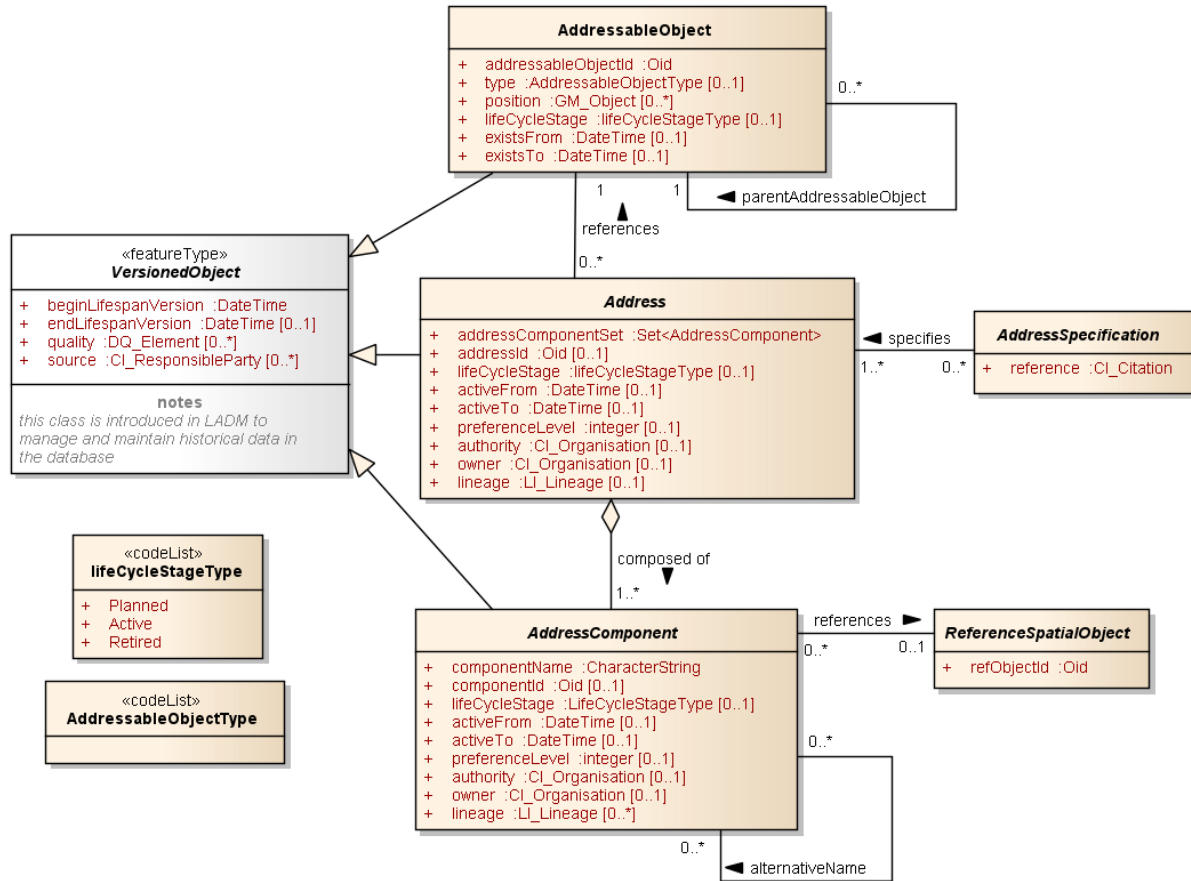 AddressableObject
+ addressableObjectId :Oid
+ type :AddressableObjectType [0..1]
+ position :GM_Object [0..*]
+ lifeCycleStage :lifeCycleStageType [0..1]
+ existsFrom :DateTime [0..1]
+ existsTo :DateTime [0..1]
0..*
1
1
parentAddressableObject
references
0..*
«featureType»
VersionedObject
+ beginLifespanVersion :DateTime
+ endLifespanVersion :DateTime [0..1]
+ quality :DQ_Element [0..*]
+ source :CI_ResponsibleParty [0..*]
notes
this class is introduced in LADM to
manage and maintain historical data in
the database
Address
+ addressComponentSet :Set<AddressComponent>
+ addressId :Oid [0..1]
+ lifeCycleStage :lifeCycleStageType [0..1]
+ activeFrom :DateTime [0..1]
+ activeTo :DateTime [0..1]
+ preferenceLevel :integer [0..1]
+ authority :CI_Organisation [0..1]
+ owner :CI_Organisation [0..1]
+ lineage :LI_Lineage [0..1]
specifies
1..*
0..*
AddressSpecification
+ reference :CI_Citation
composed of
1..*
«codeList»
lifeCycleStageType
+ Planned
+ Active
+ Retired
«codeList»
AddressableObjectType
AddressComponent
+ componentName :CharacterString
+ componentId :Oid [0..1]
+ lifeCycleStage :LifeCycleStageType [0..1]
+ activeFrom :DateTime [0..1]
+ activeTo :DateTime [0..1]
+ preferenceLevel :integer [0..1]
+ authority :CI_Organisation [0..1]
+ owner :CI_Organisation [0..1]
+ lineage :LI_Lineage [0..*]
references
0..*
0..1
ReferenceSpatialObject
+ refObjectId :Oid
0..*
0..*
alternativeName